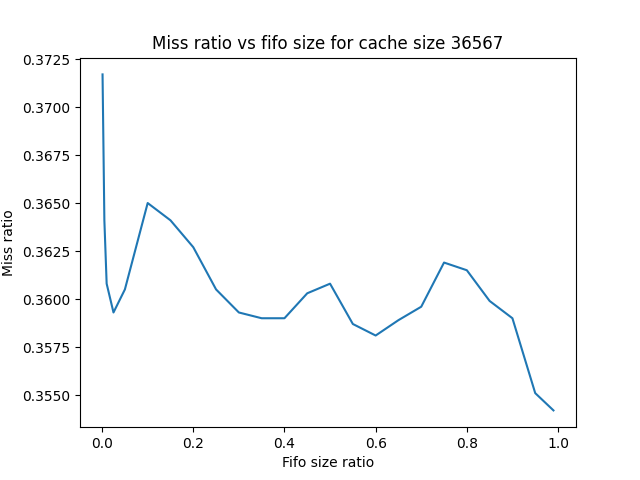 Miss ratio vs fifo size for cache size 36567
0.3725
0.3700
0.3675
0.3650
0.3625
0.3600
0.3575
0.3550
Miss ratio
0.0 0.2 0.4 0.6 0.8 1.0
Fifo size ratio